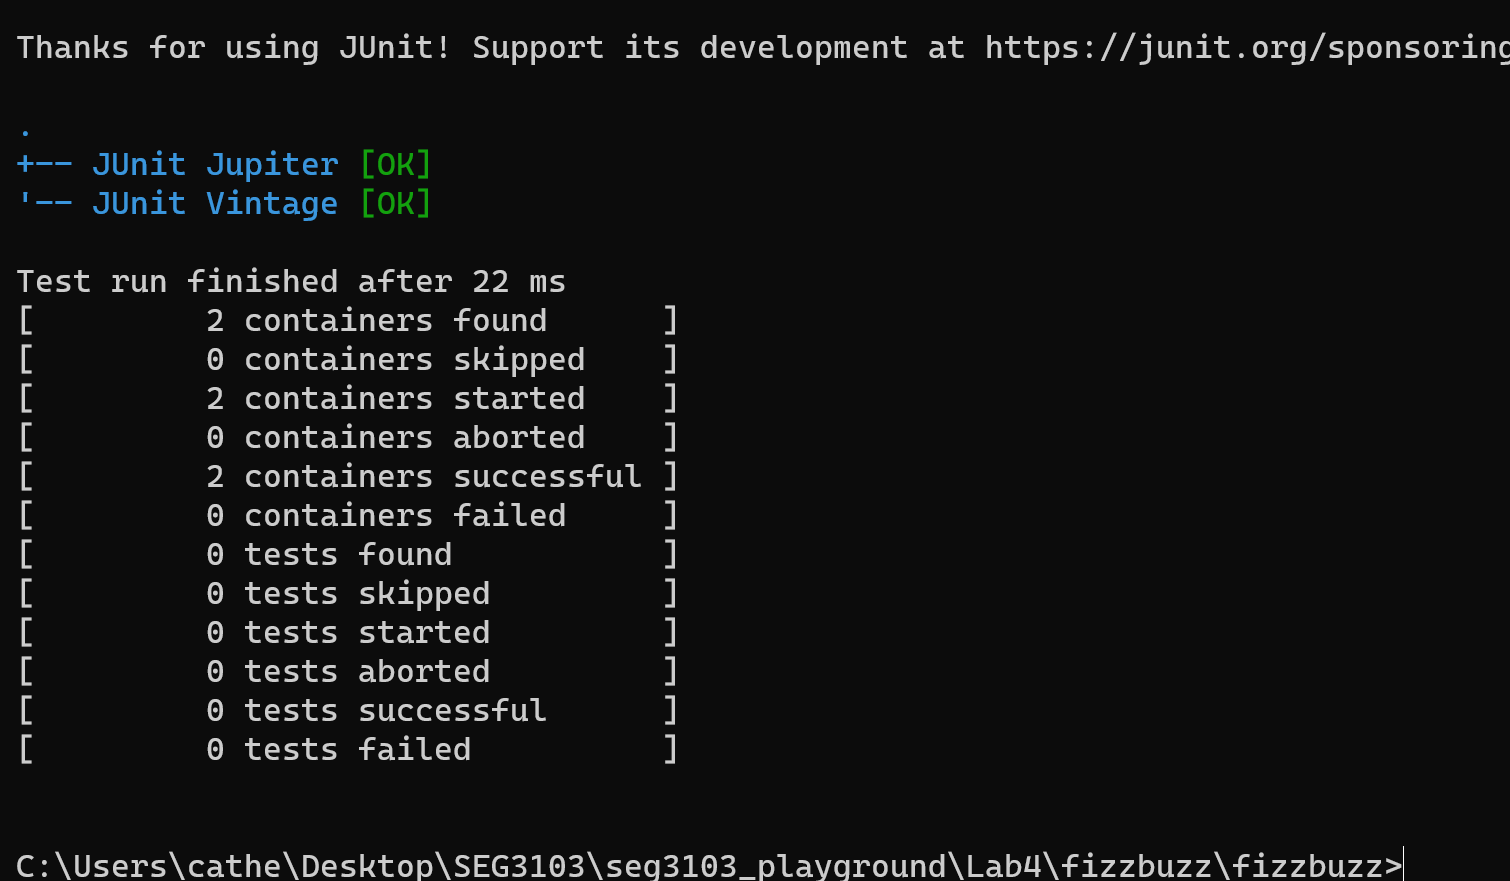 Thanks for using JUnit! Support its development at https://junit.org/sponsoring
.
+-- JUnit Jupiter [OK]
'-- JUnit Vintage [OK]
Test run finished after 22 ms
[         2 containers found      ]
[         0 containers skipped    ]
[         2 containers started    ]
[         0 containers aborted    ]
[         2 containers successful ]
[         0 containers failed     ]
[         0 tests found           ]
[         0 tests skipped         ]
[         0 tests started         ]
[         0 tests aborted         ]
[         0 tests successful      ]
[         0 tests failed          ]
C:\Users\cathe\Desktop\SEG3103\seg3103_playground\Lab4\fizzbuzz\fizzbuzz>